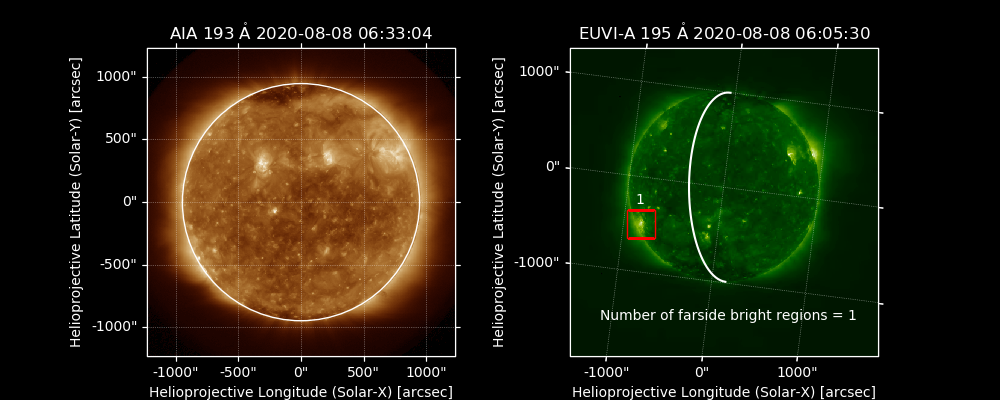 AIA 193 Å 2020-08-08 06:33:04
Helioprojective Latitude (Solar-Y) [arcsec]
1000"
500"
0"
-500"
-1000"
-1000" -500" 0" 500" 1000"
Helioprojective Longitude (Solar-X) [arcsec]
EUVI-A 195 Å 2020-08-08 06:05:30
Helioprojective Latitude (Solar-Y) [arcsec]
1000"
0"
-1000"
1
Number of farside bright regions = 1
-1000" 0" 1000"
Helioprojective Longitude (Solar-X) [arcsec]